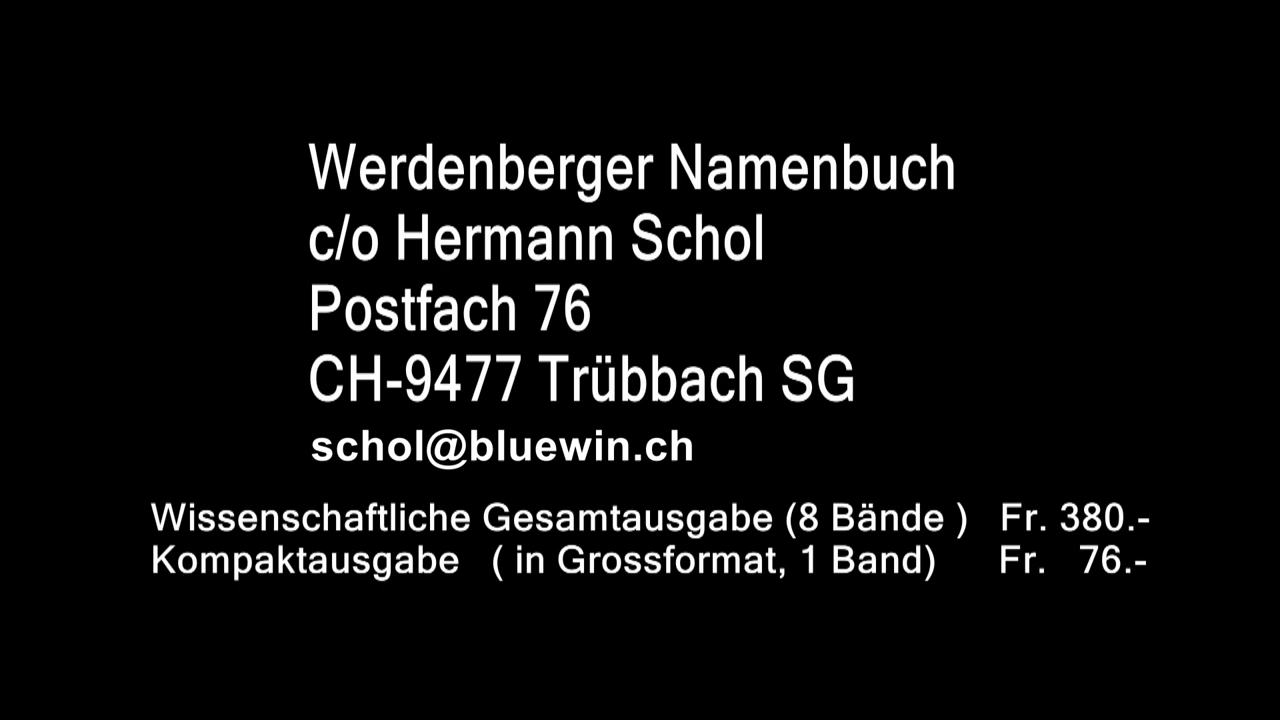 Werdenberger Namenbuch
c/o Hermann Schol
Postfach 76
CH-9477 Trübbach SG
schol@bluewin.ch
Wissenschaftliche Gesamtausgabe (8 Bände ) Fr. 380.-
Kompaktausgabe ( in Grossformat, 1 Band) Fr. 76.-